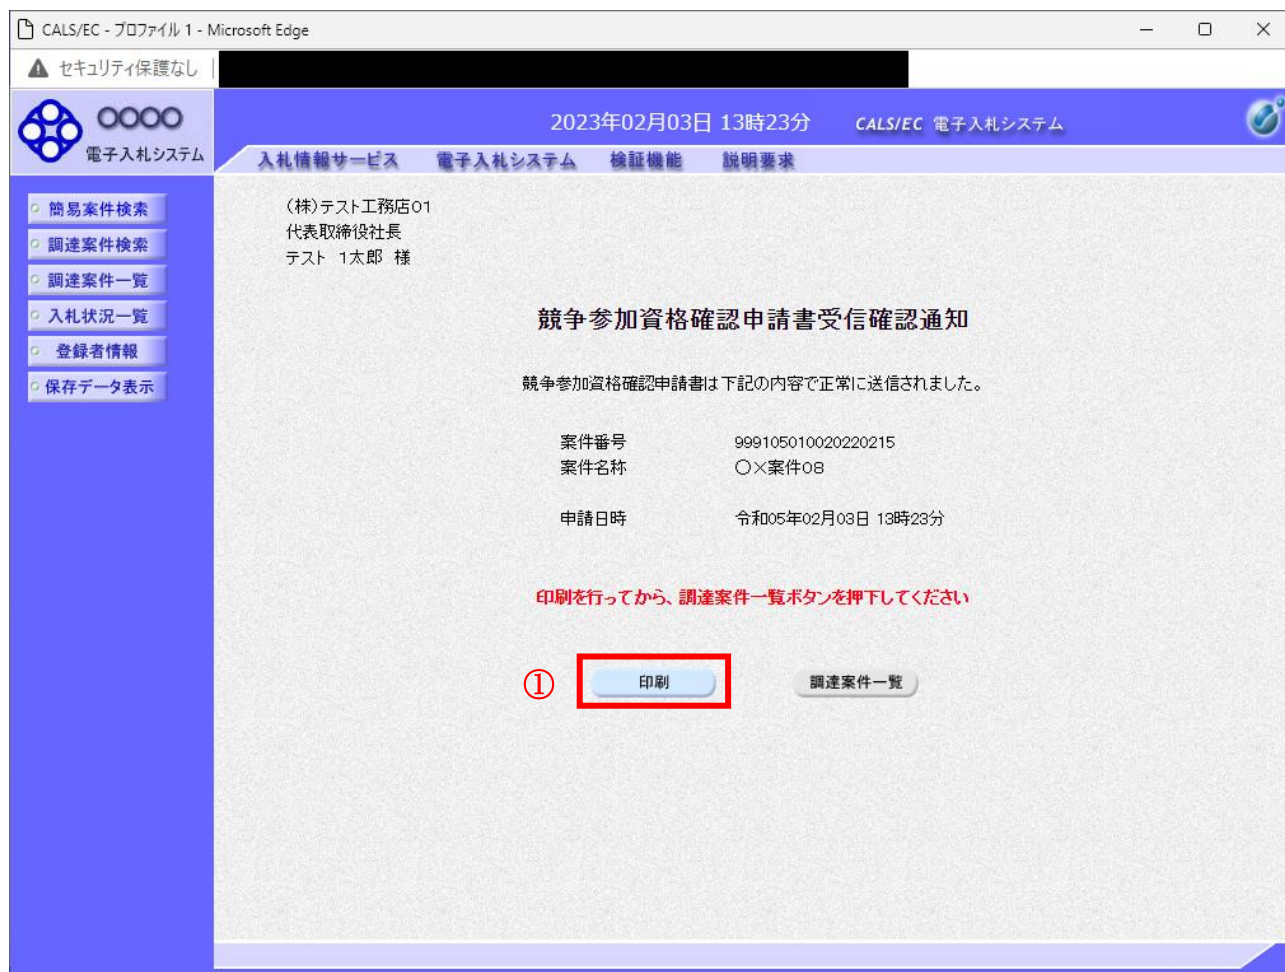 CALS/EC - プロファイル 1 - Microsoft Edge
セキュリティ保護なし
〇〇〇〇
電子入札システム
2023年02月03日 13時23分 CALS/EC 電子入札システム
入札情報サービス 電子入札システム 検証機能 説明要求
簡易案件検索
調達案件検索
調達案件一覧
入札状況一覧
登録者情報
保存データ表示
(株)テスト工務店01
代表取締役社長
テスト 1太郎 様
競争参加資格確認申請書受信確認通知
競争参加資格確認申請書は下記の内容で正常に送信されました。
案件番号 999105010020220215
案件名称 〇×案件08
申請日時 令和05年02月03日 13時23分
印刷を行ってから、調達案件一覧ボタンを押下してください
① 印刷 調達案件一覧